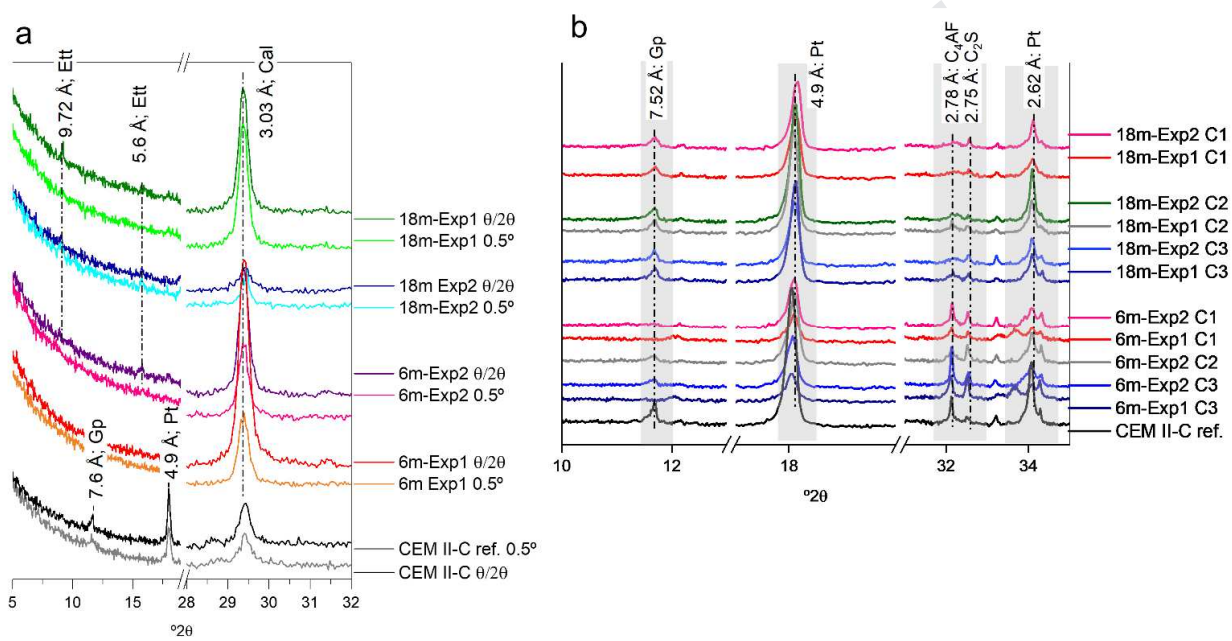 a
9.72 Å; Ett
5.6 Å; Ett
3.03 Å; Cal
18m-Exp1 θ/2θ
18m-Exp1 0.5º
18m Exp2 θ/2θ
18m-Exp2 0.5º
6m-Exp2 θ/2θ
6m-Exp2 0.5º
7.6 Å; Gp
4.9 Å; Pt
6m-Exp1 θ/2θ
6m Exp1 0.5º
CEM II-C ref. 0.5º
CEM II-C θ/2θ
5 10 15 28 29 30 31 32
º2θ
b
7.52 Å: Gp
4.9 Å: Pt
2.78 Å: C₄AF
2.75 Å: C₂S
2.62 Å: Pt
18m-Exp2 C1
18m-Exp1 C1
18m-Exp2 C2
18m-Exp1 C2
18m-Exp2 C3
18m-Exp1 C3
6m-Exp2 C1
6m-Exp1 C1
6m-Exp2 C2
6m-Exp2 C3
6m-Exp1 C3
CEM II-C ref.
10 12 18 32 34
º2θ